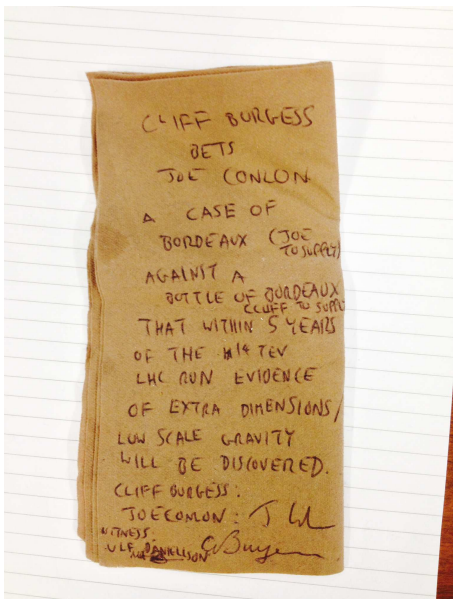 CLIFF BURGESS
BETS
JOE CONLON
A CASE OF
BORDEAUX (JOE
TO SUPPLY)
AGAINST A
BOTTLE OF BORDEAUX
CLIFF TO SUPPLY
THAT WITHIN 5 YEARS
OF THE 14 TEV
LHC RUN EVIDENCE
OF EXTRA DIMENSIONS/
LOW SCALE GRAVITY
WILL BE DISCOVERED.
CLIFF BURGESS:
JOE CONLON:
WITNESS:
ULF DANIELSSON
C Burgess